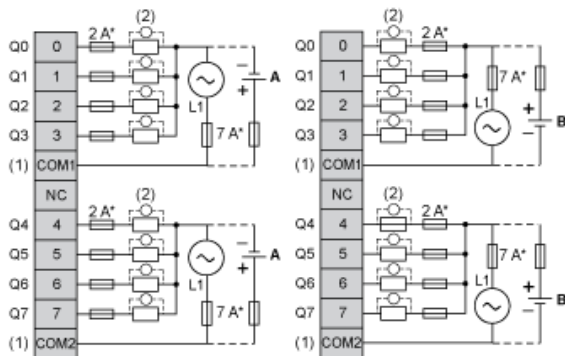 (2)
2 A*
Q0 0
Q1 1
Q2 2
Q3 3
(1) COM1
NC
L1
7 A*
−
+
A
(2)
2 A*
Q4 4
Q5 5
Q6 6
Q7 7
(1) COM2
L1
7 A*
−
+
A
(2)
2 A*
Q0 0
Q1 1
Q2 2
Q3 3
(1) COM1
NC
7 A*
L1
+
−
B
(2)
2 A*
Q4 4
Q5 5
Q6 6
Q7 7
(1) COM2
7 A*
L1
+
−
B